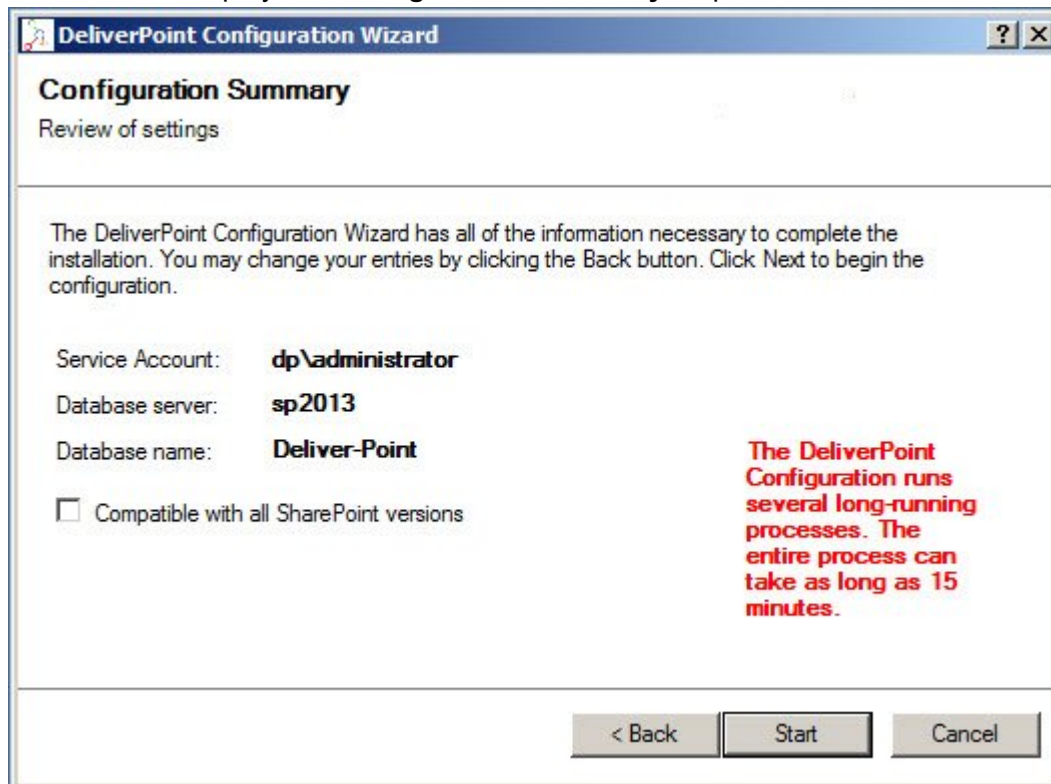 DeliverPoint Configuration Wizard
Configuration Summary
Review of settings
The DeliverPoint Configuration Wizard has all of the information necessary to complete the
installation. You may change your entries by clicking the Back button. Click Next to begin the
configuration.
Service Account: dp\administrator
Database server: sp2013
Database name: Deliver-Point
Compatible with all SharePoint versions
The DeliverPoint
Configuration runs
several long-running
processes. The
entire process can
take as long as 15
minutes.
< Back Start Cancel